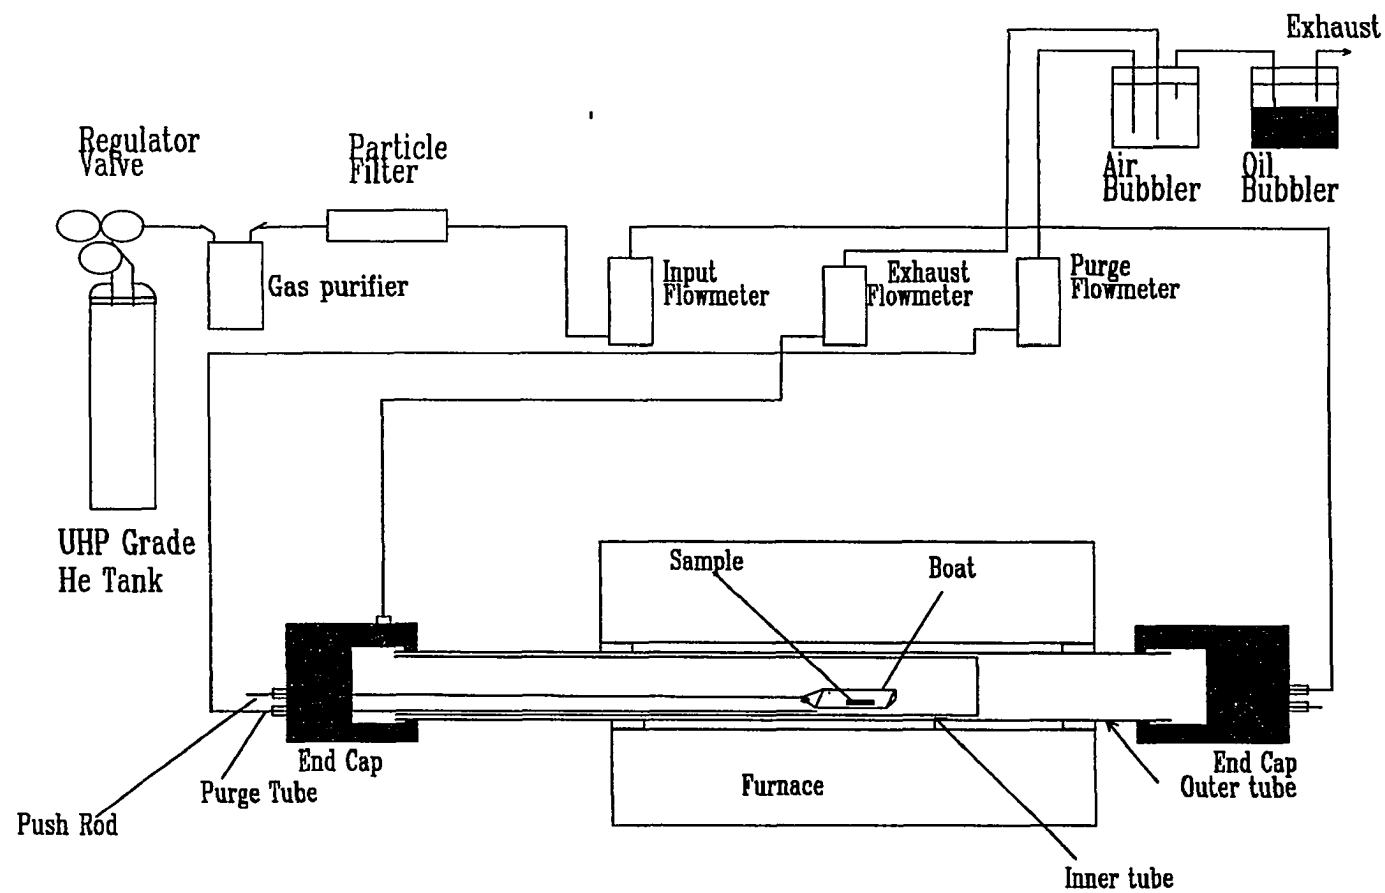 Exhaust
Regulator
Valve
Particle
Filter
Air
Bubbler
Oil
Bubbler
Gas purifier
Input
Flowmeter
Exhaust
Flowmeter
Purge
Flowmeter
UHP Grade
He Tank
Sample
Boat
End Cap
Purge Tube
Push Rod
Furnace
End Cap
Outer tube
Inner tube